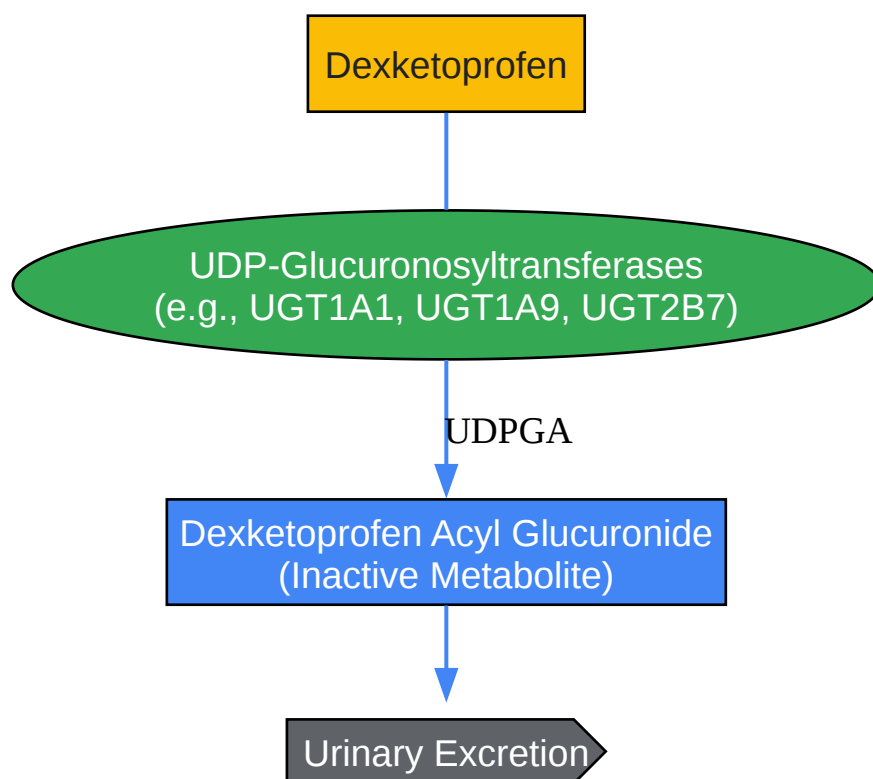 Dexketoprofen
UDP-Glucuronosyltransferases
(e.g., UGT1A1, UGT1A9, UGT2B7)
UDPGA
Dexketoprofen Acyl Glucuronide
(Inactive Metabolite)
Urinary Excretion